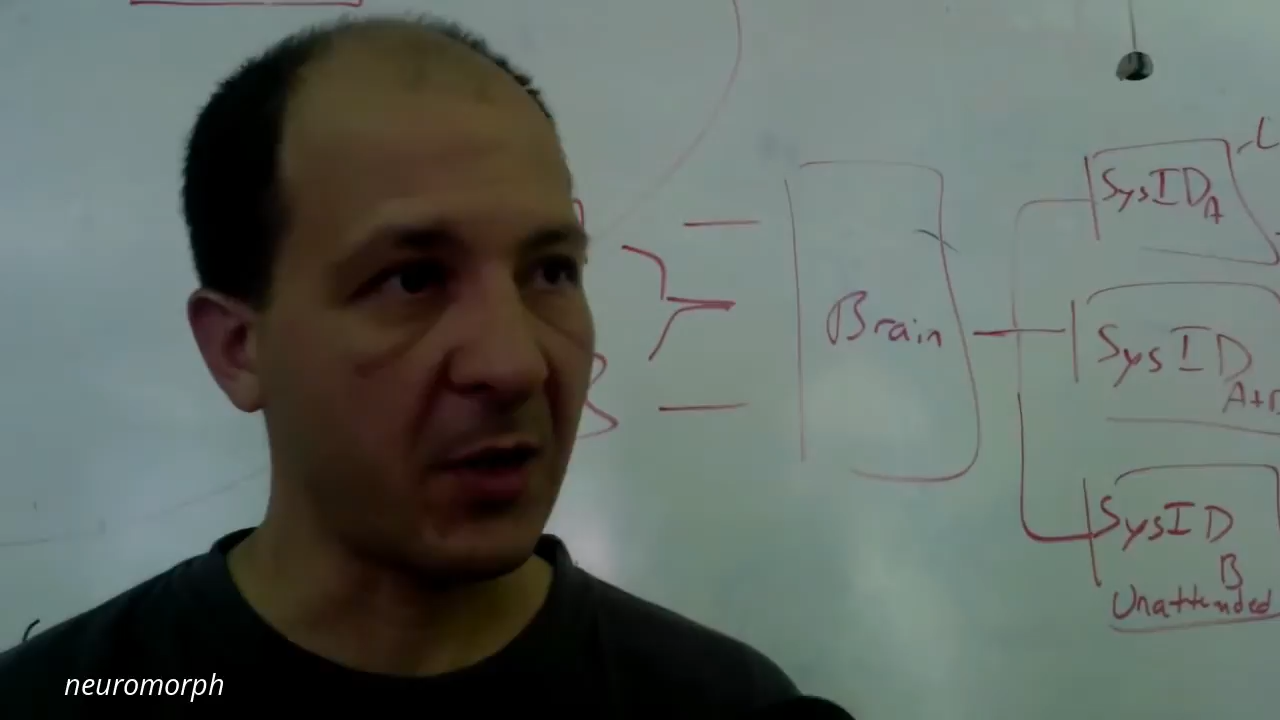 SysID A
Brain
SysID
SysID
B
Unattended
neuromorph